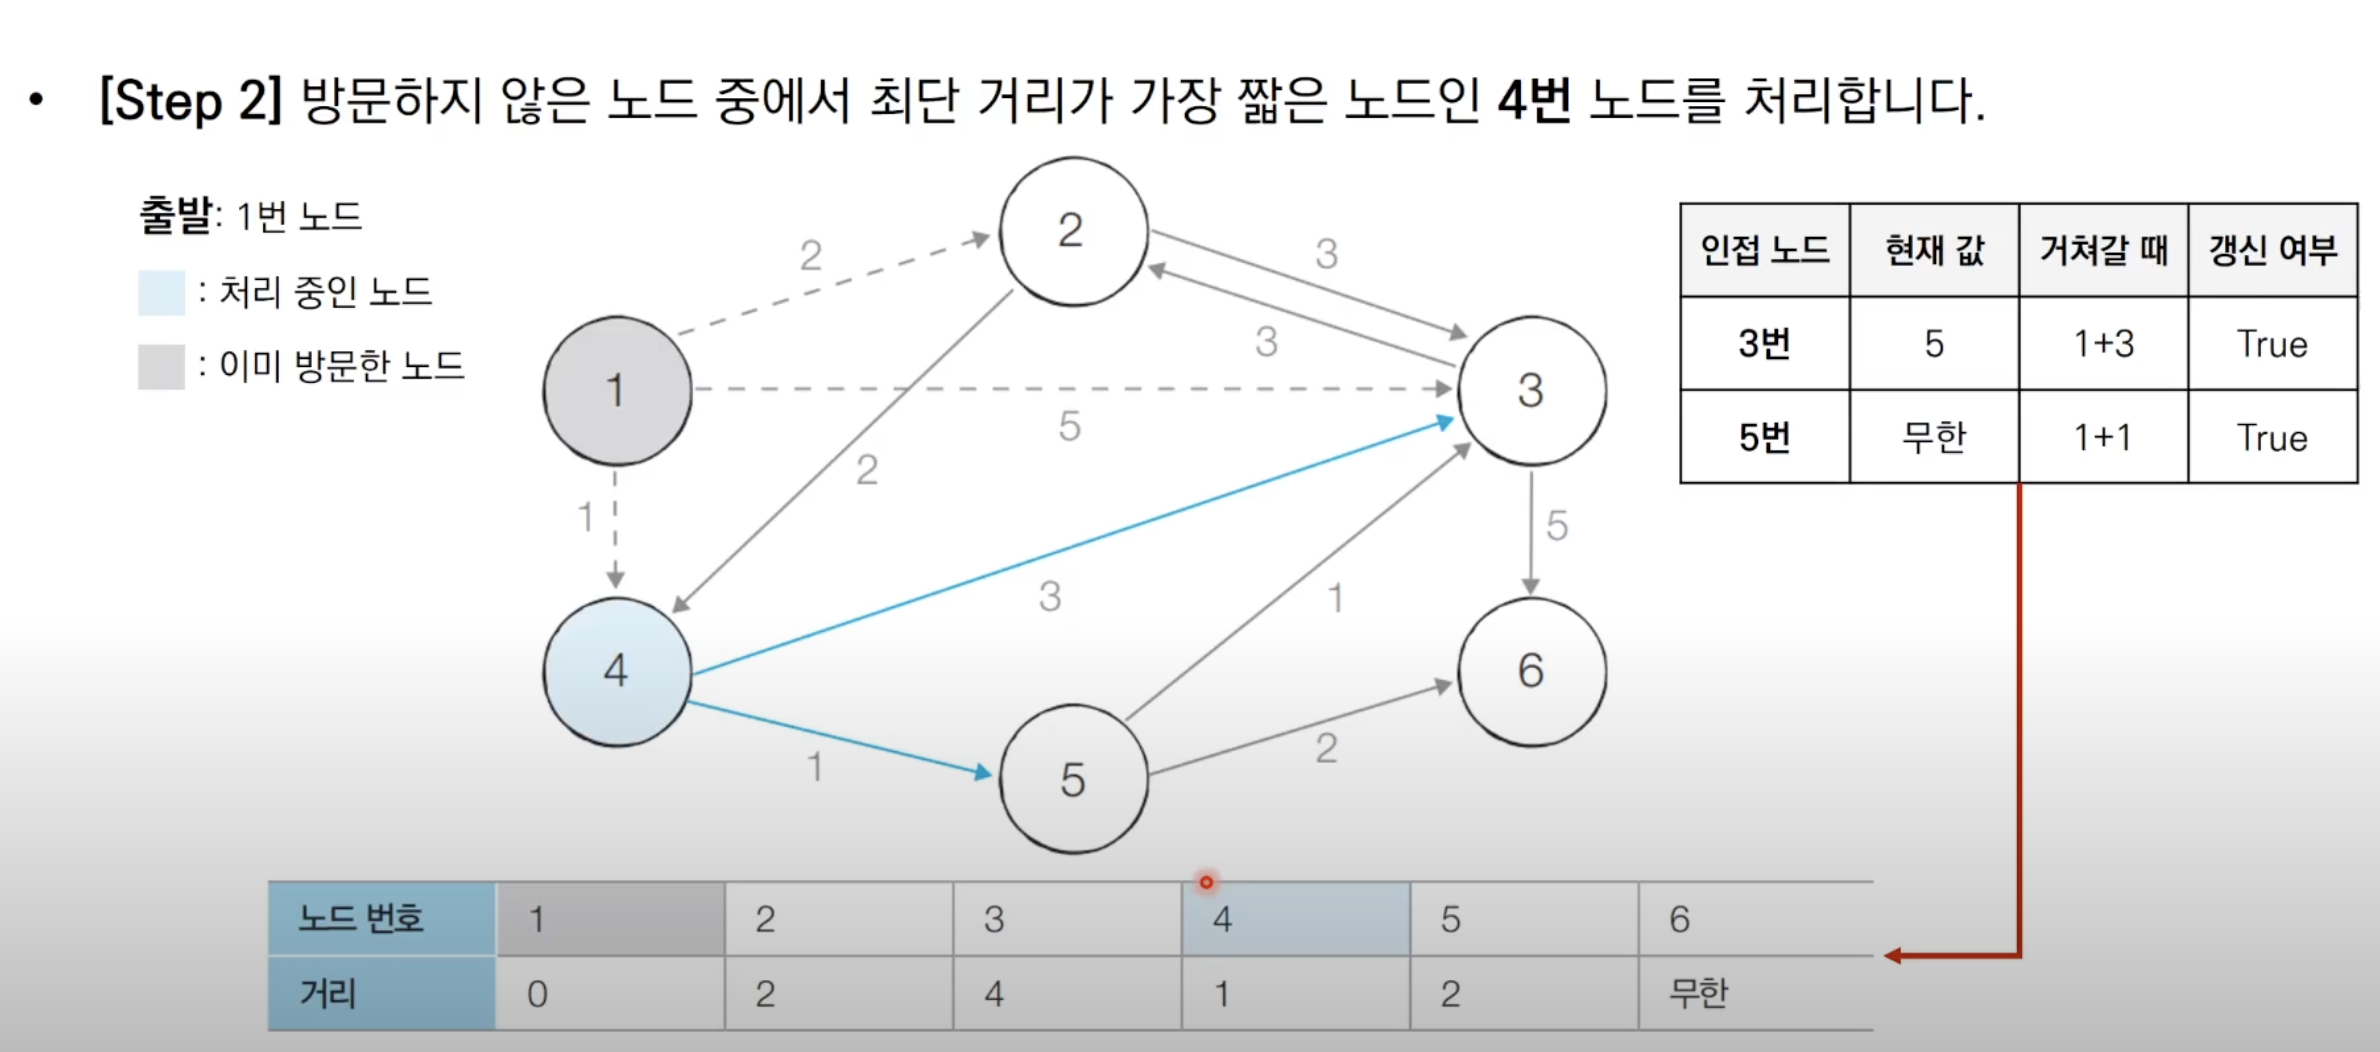 • [Step 2] 방문하지 않은 노드 중에서 최단 거리가 가장 짧은 노드인 4번 노드를 처리합니다.
출발: 1번 노드
: 처리 중인 노드
: 이미 방문한 노드
2
2
3
3
1
5
3
2
1
5
3
1
4
6
1
5
2
인접 노드 현재 값 거쳐갈 때 갱신 여부
3번 5 1+3 True
5번 무한 1+1 True
노드 번호 1 2 3 4 5 6
거리 0 2 4 1 2 무한